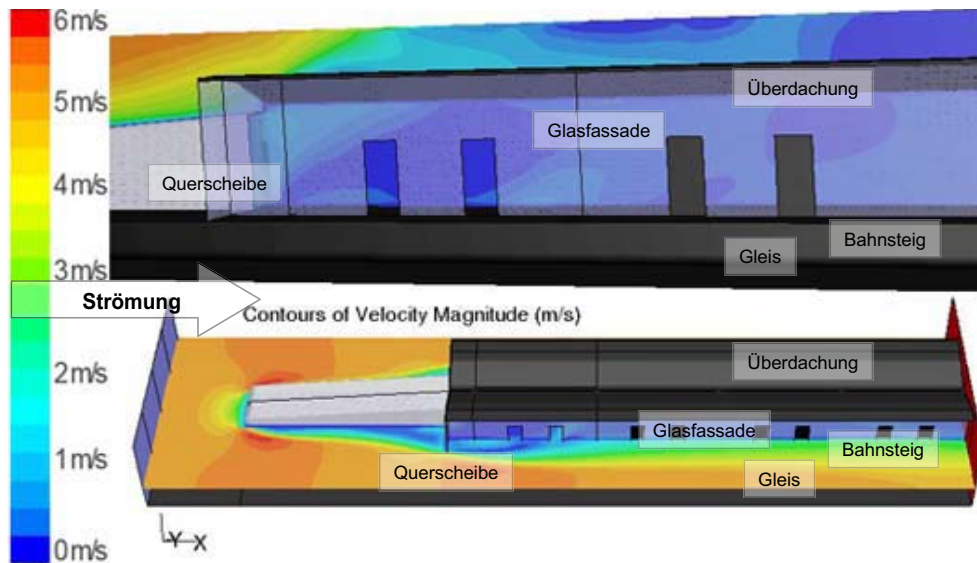 6m/s
5m/s
4m/s
3m/s
2m/s
1m/s
0m/s
Überdachung
Glasfassade
Querscheibe
Bahnsteig
Gleis
Strömung
Contours of Velocity Magnitude (m/s)
Überdachung
Glasfassade
Bahnsteig
Querscheibe
Gleis
Y X